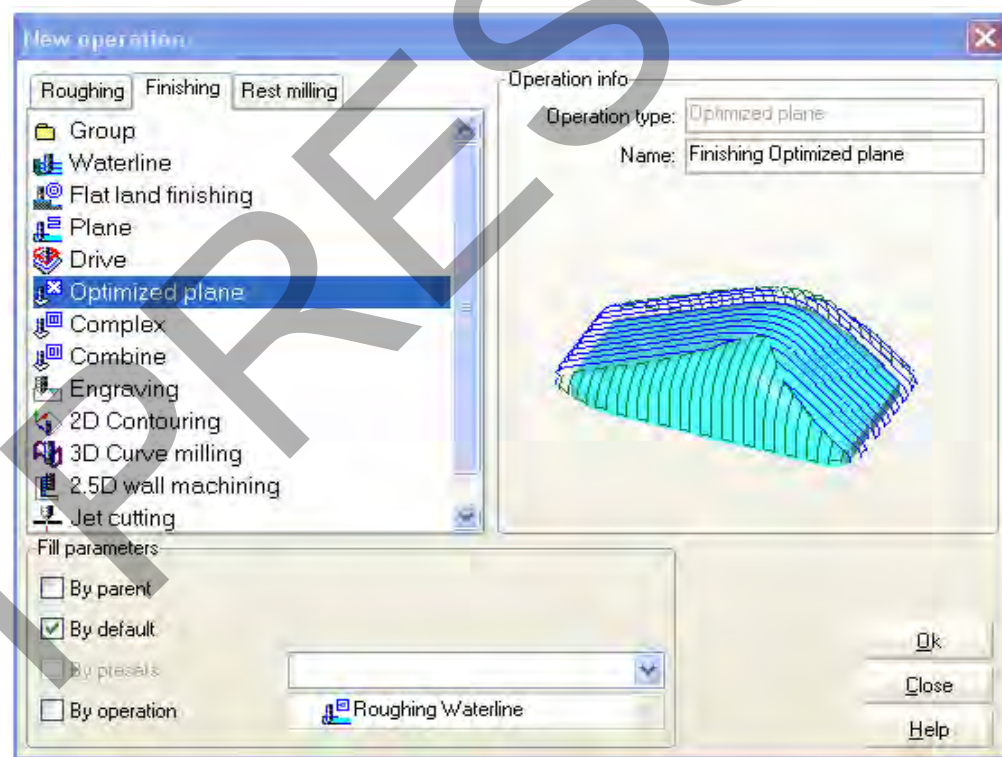 New operation
Roughing Finishing Rest milling
Group
Waterline
Flat land finishing
Plane
Drive
Optimized plane
Complex
Combine
Engraving
2D Contouring
3D Curve milling
2.5D wall machining
Jet cutting
Operation info
Operation type: Optimized plane
Name: Finishing Optimized plane
Fill parameters
By parent
By default
By presets
By operation Roughing Waterline
Ok
Close
Help